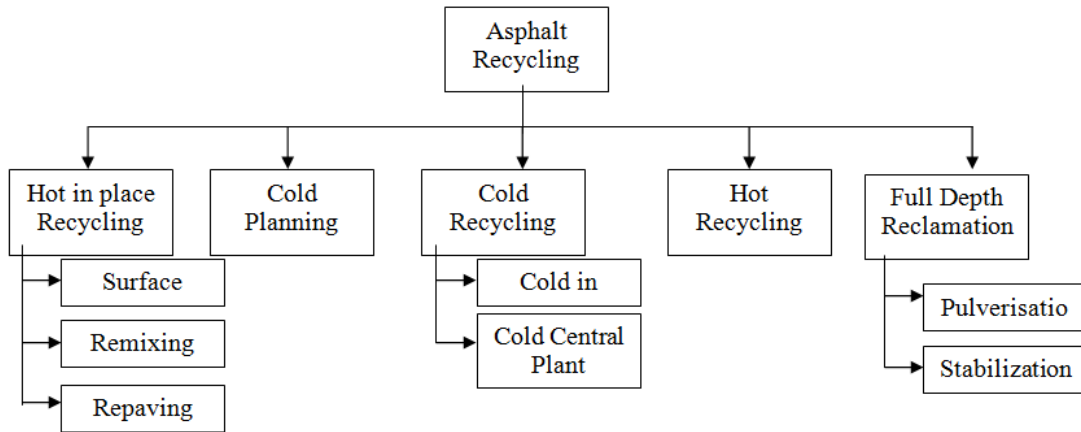 Asphalt
Recycling
Hot in place
Recycling
Cold
Planning
Cold
Recycling
Hot
Recycling
Full Depth
Reclamation
Surface
Remixing
Repaving
Cold in
Cold Central
Plant
Pulverisatio
Stabilization